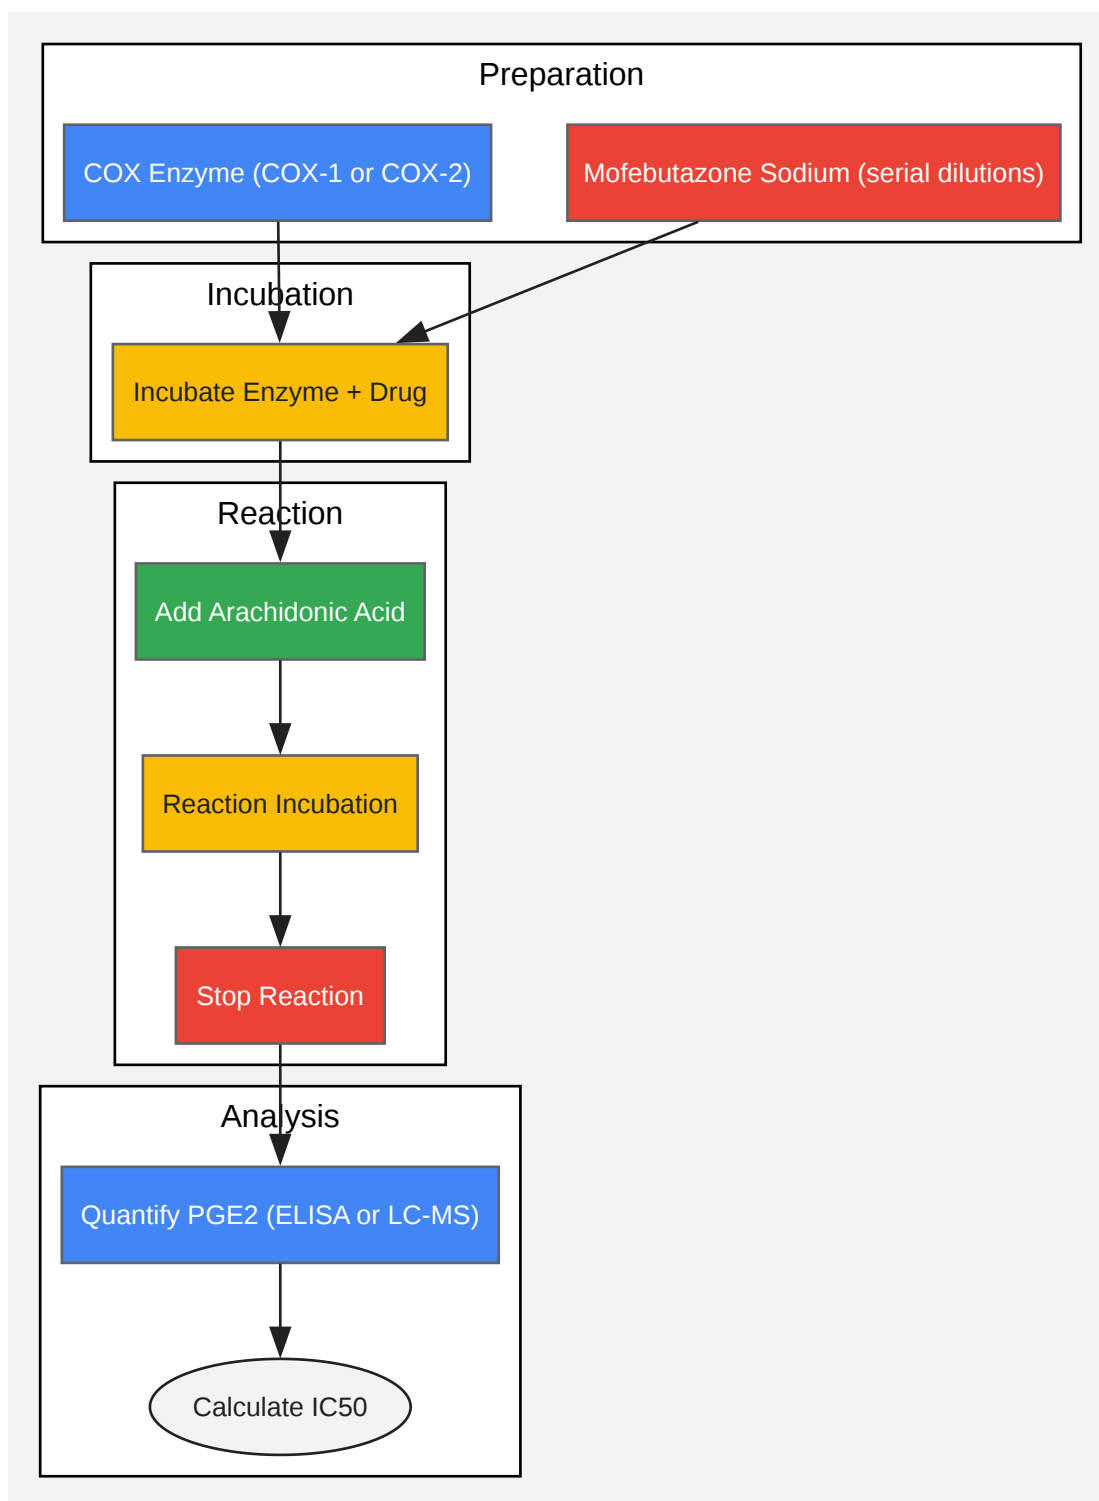 Preparation
COX Enzyme (COX-1 or COX-2)
Mofebutazone Sodium (serial dilutions)
Incubation
Incubate Enzyme + Drug
Reaction
Add Arachidonic Acid
Reaction Incubation
Stop Reaction
Analysis
Quantify PGE2 (ELISA or LC-MS)
Calculate IC50